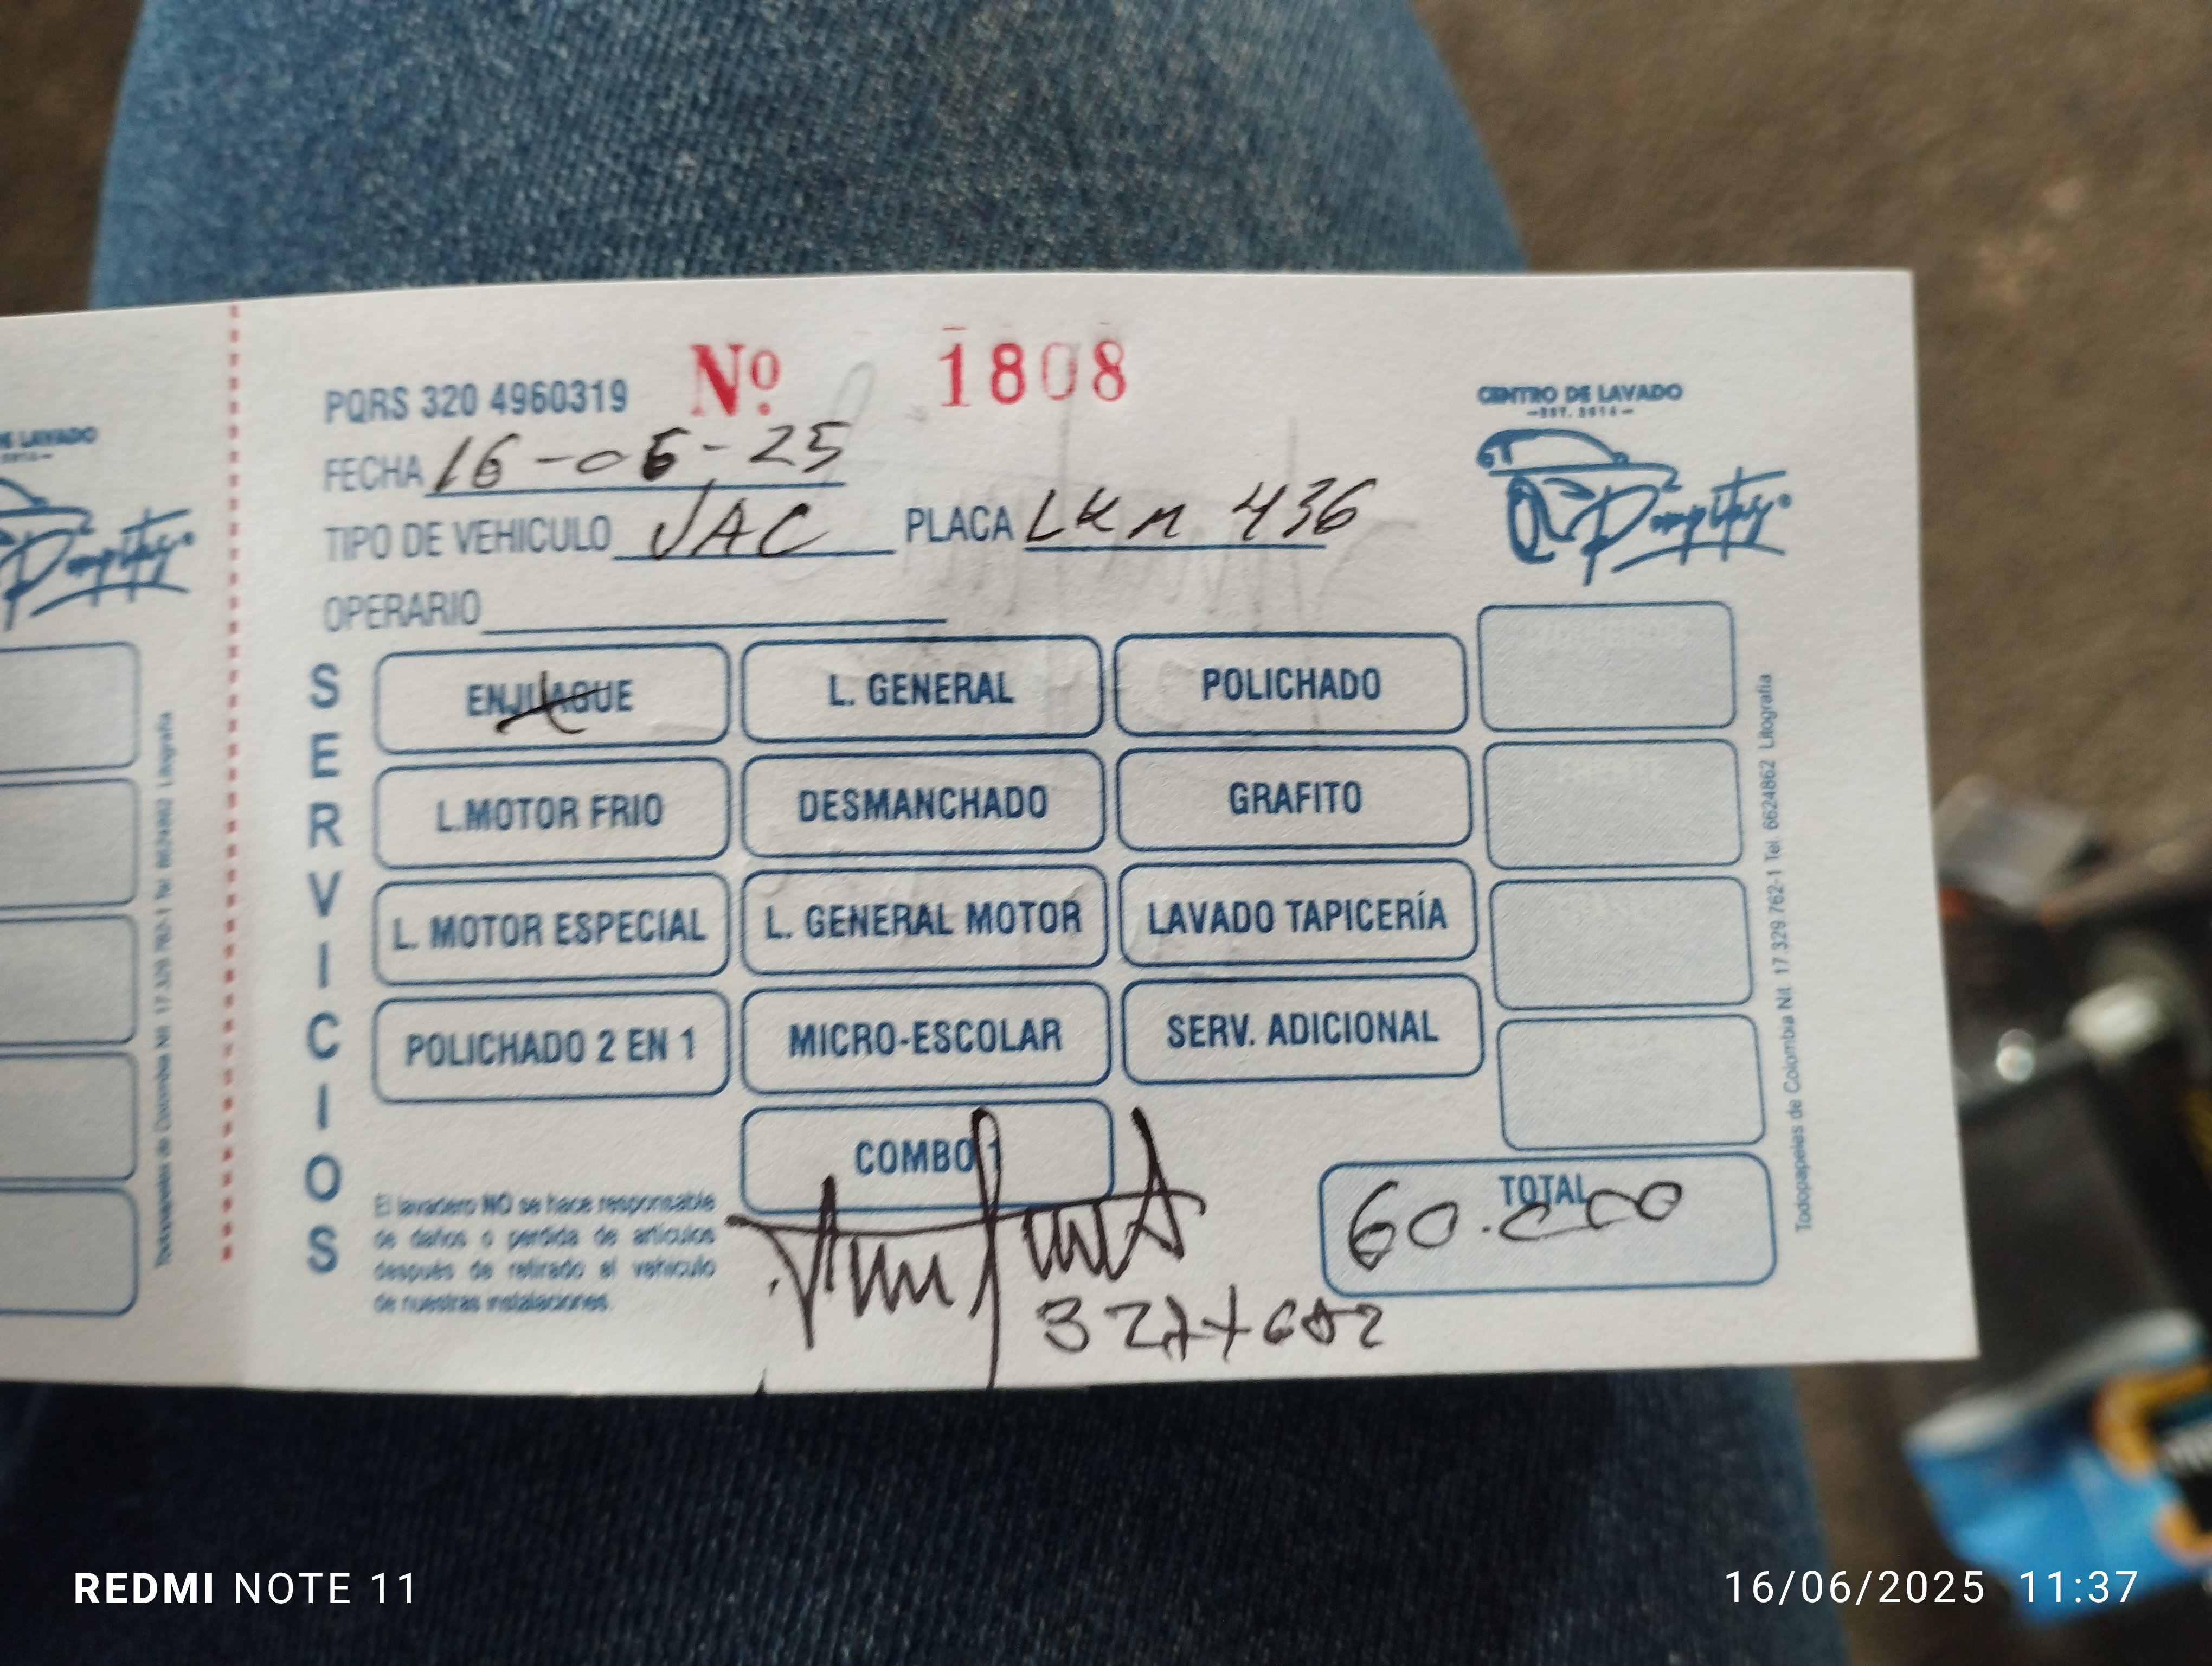 PQRS 320 4960319 Nº 1808
CENTRO DE LAVADO
FECHA 16-06-25
TIPO DE VEHICULO JAC PLACA LKM 436
Pompitas
OPERARIO
SERVICIOS
ENJUAGUE L. GENERAL POLICHADO
L.MOTOR FRIO DESMANCHADO GRAFITO
L. MOTOR ESPECIAL L. GENERAL MOTOR LAVADO TAPICERÍA
POLICHADO 2 EN 1 MICRO-ESCOLAR SERV. ADICIONAL
COMBO 1
TOTAL
60.000
El lavadero NO se hace responsable
de daños o perdida de articulos
después de retirado el vehiculo
de nuestras instalaciones.
Todopapeles de Colombia Nit. 17 329 762-1 Tel. 6624862 Litografía
REDMI NOTE 11
16/06/2025 11:37